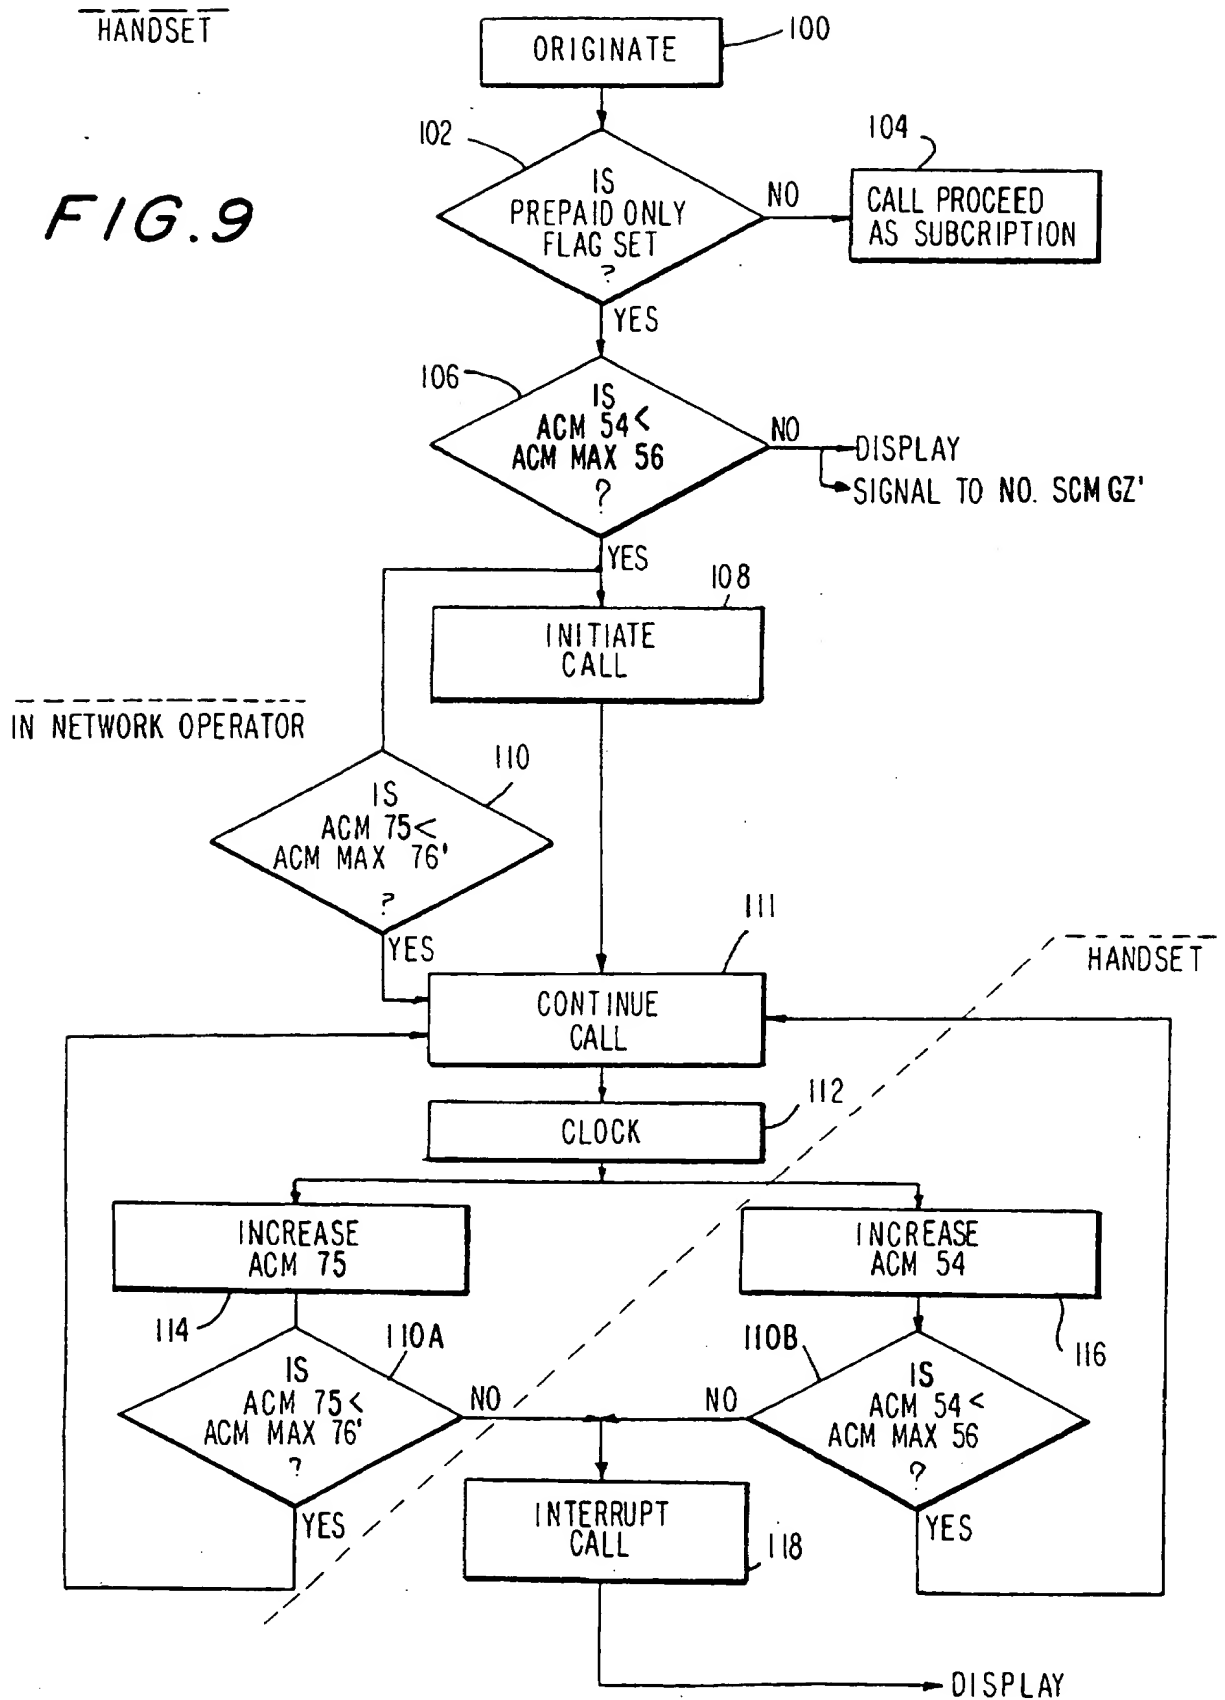 HANDSET
ORIGINATE
100
FIG.9
102
IS
PREPAID ONLY
FLAG SET
?
NO
104
CALL PROCEED
AS SUBCRIPTION
YES
106
IS
ACM 54<
ACM MAX 56
?
NO
DISPLAY
SIGNAL TO NO. SCM GZ'
YES
108
INITIATE
CALL
IN NETWORK OPERATOR
110
IS
ACM 75<
ACM MAX 76'
?
YES
111
HANDSET
CONTINUE
CALL
112
CLOCK
INCREASE
ACM 75
INCREASE
ACM 54
114
110A
110B
116
IS
ACM 75<
ACM MAX 76'
?
NO
NO
IS
ACM 54<
ACM MAX 56
?
YES
INTERRUPT
CALL
118
YES
DISPLAY